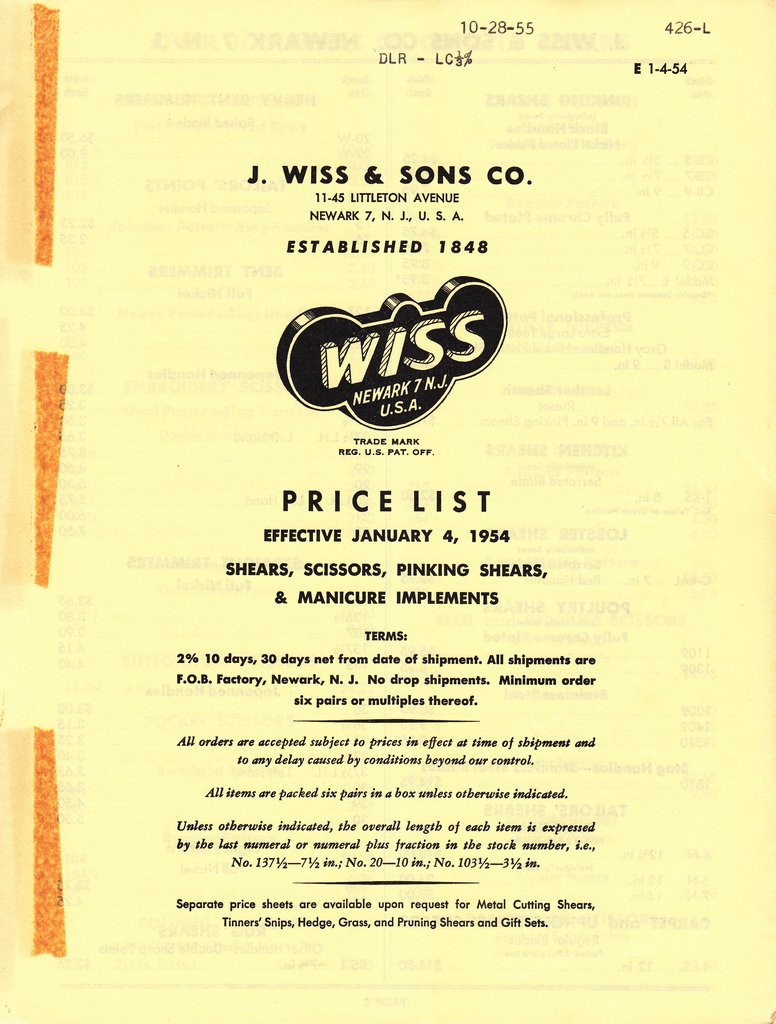 10-28-55
426-L
DLR - LC⅓%
E 1-4-54
J. WISS & SONS CO.
11-45 LITTLETON AVENUE
NEWARK 7, N. J., U. S. A.
ESTABLISHED 1848
WISS
NEWARK 7 N.J.
U.S.A.
TRADE MARK
REG. U.S. PAT. OFF.
PRICE LIST
EFFECTIVE JANUARY 4, 1954
SHEARS, SCISSORS, PINKING SHEARS,
& MANICURE IMPLEMENTS
TERMS:
2% 10 days, 30 days net from date of shipment. All shipments are
F.O.B. Factory, Newark, N. J. No drop shipments. Minimum order
six pairs or multiples thereof.
All orders are accepted subject to prices in effect at time of shipment and
to any delay caused by conditions beyond our control.
All items are packed six pairs in a box unless otherwise indicated.
Unless otherwise indicated, the overall length of each item is expressed
by the last numeral or numeral plus fraction in the stock number, i.e.,
No. 137½—7½ in.; No. 20—10 in.; No. 103½—3½ in.
Separate price sheets are available upon request for Metal Cutting Shears,
Tinners' Snips, Hedge, Grass, and Pruning Shears and Gift Sets.